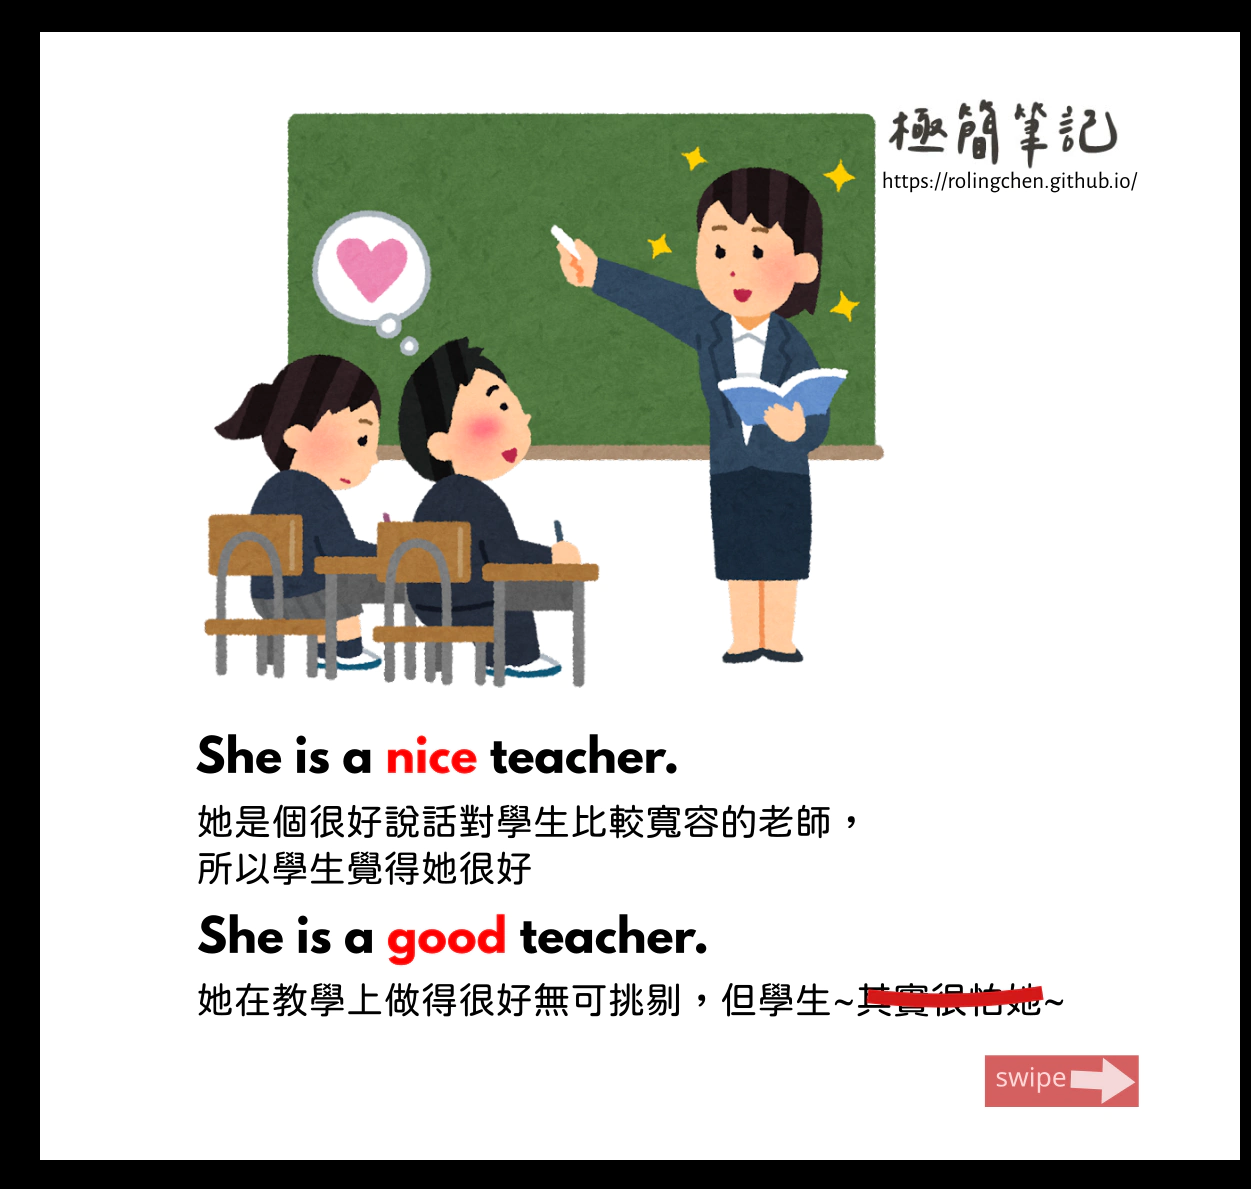 極簡筆記
https://rolingchen.github.io/
She is a nice teacher.
她是個很好說話對學生比較寬容的老師，
所以學生覺得她很好
She is a good teacher.
她在教學上做得很好無可挑剔，但學生~其實很怕她~
swipe